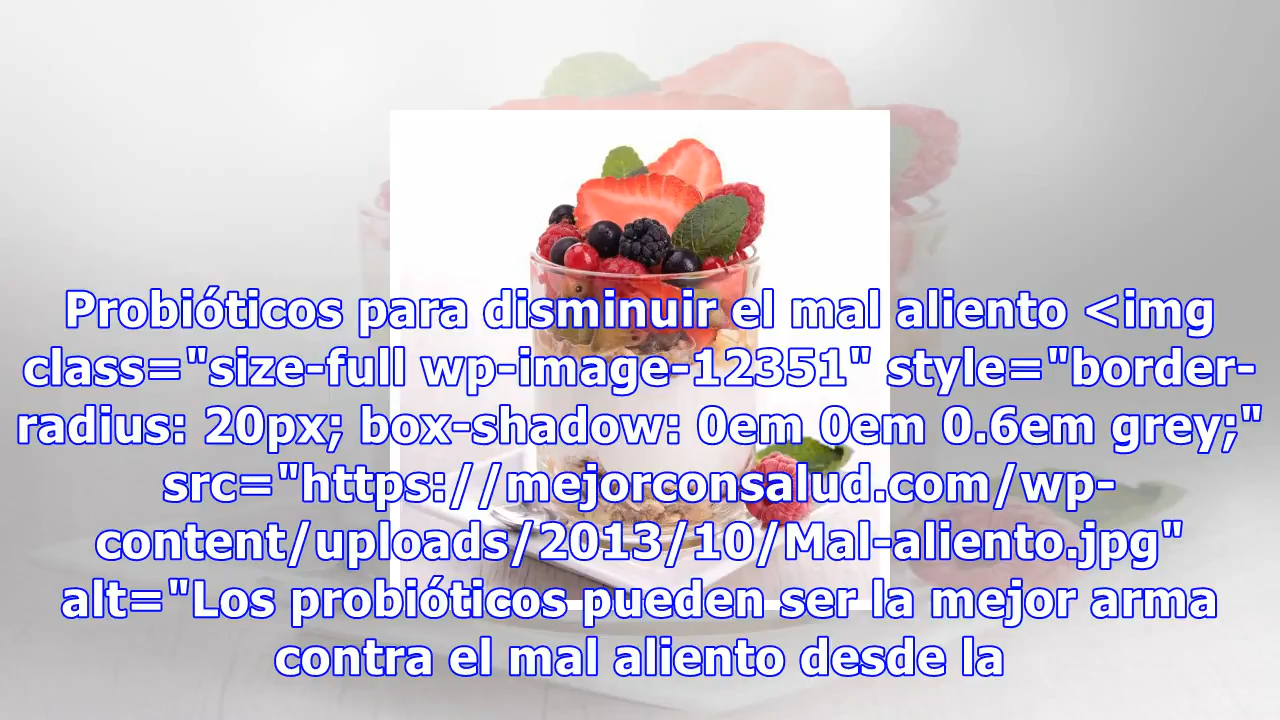 Probióticos para disminuir el mal aliento <img
class="size-full wp-image-12351" style="border-
radius: 20px; box-shadow: 0em 0em 0.6em grey;"
src="https://mejorconsalud.com/wp-
content/uploads/2013/10/Mal-aliento.jpg"
alt="Los probióticos pueden ser la mejor arma
contra el mal aliento desde la